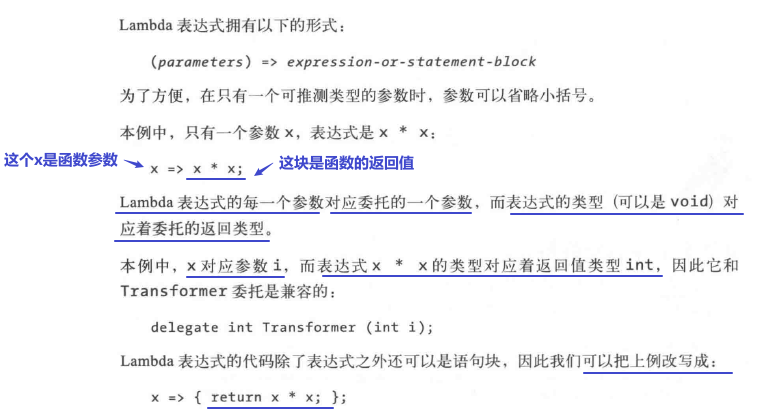 Lambda 表达式拥有以下的形式：
(parameters) => expression-or-statement-block
为了方便，在只有一个可推测类型的参数时，参数可以省略小括号。
本例中，只有一个参数 x，表达式是 x * x：
这个x是函数参数
x => x * x;
这块是函数的返回值
Lambda 表达式的每一个参数对应委托的一个参数，而表达式的类型（可以是 void）对
应着委托的返回类型。
本例中，x 对应参数 i，而表达式 x * x 的类型对应着返回值类型 int，因此它和
Transformer 委托是兼容的：
delegate int Transformer (int i);
Lambda 表达式的代码除了表达式之外还可以是语句块，因此我们可以把上例改写成：
x => { return x * x; };